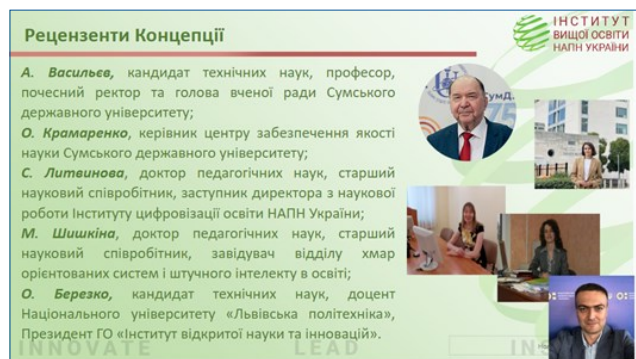 Рецензенти Концепції
ІНСТИТУТ
ВИЩОЇ ОСВІТИ
НАПН УКРАЇНИ
А. Васильєв, кандидат технічних наук, професор,
почесний ректор та голова вченої ради Сумського
державного університету;
О. Крамаренко, керівник центру забезпечення якості
науки Сумського державного університету;
С. Литвинова, доктор педагогічних наук, старший
науковий співробітник, заступник директора з наукової
роботи Інституту цифровізації освіти НАПН України;
М. Шишкіна, доктор педагогічних наук, старший
науковий співробітник, завідувач відділу хмаро
орієнтованих систем і штучного інтелекту в освіті;
О. Березко, кандидат технічних наук, доцент
Національного університету «Львівська політехніка»,
Президент ГО «Інститут відкритої науки та інновацій».
СумД
75
INNOVATE LEAD INS